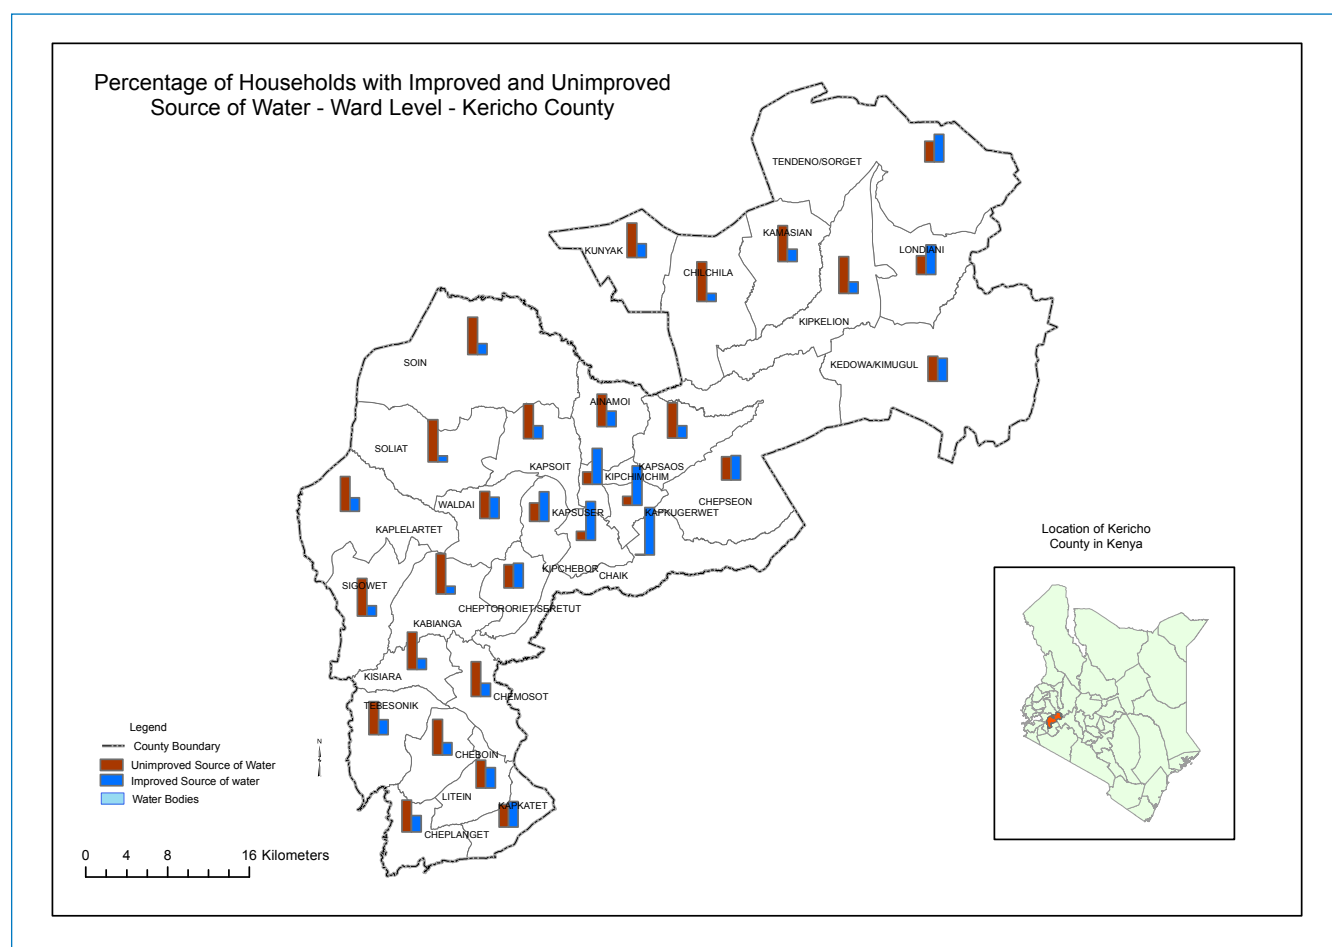 Percentage of Households with Improved and Unimproved
Source of Water - Ward Level - Kericho County
TENDENO/SORGET
KAMASIAN
KUNYAK
LONDIANI
CHILCHILA
KIPKELION
SOIN
KEDOWA/KIMUGUL
AINAMOI
SOLIAT
KAPSOIT
KAPSAOS
KIPCHIMCHIM
WALDAI
CHEPSEON
KAPSUSER
KAPKUGERWET
KAPLELARTET
KIPCHEBOR
CHAIK
SIGOWET
CHEPTORORIET/SERETUT
KABIANGA
KISIARA
CHEMOSOT
TEBESONIK
CHEBOIN
LITEIN
KAPKATET
CHEPLANGET
Location of Kericho
County in Kenya
Legend
County Boundary
Unimproved Source of Water
Improved Source of water
Water Bodies
N
0 4 8 16 Kilometers